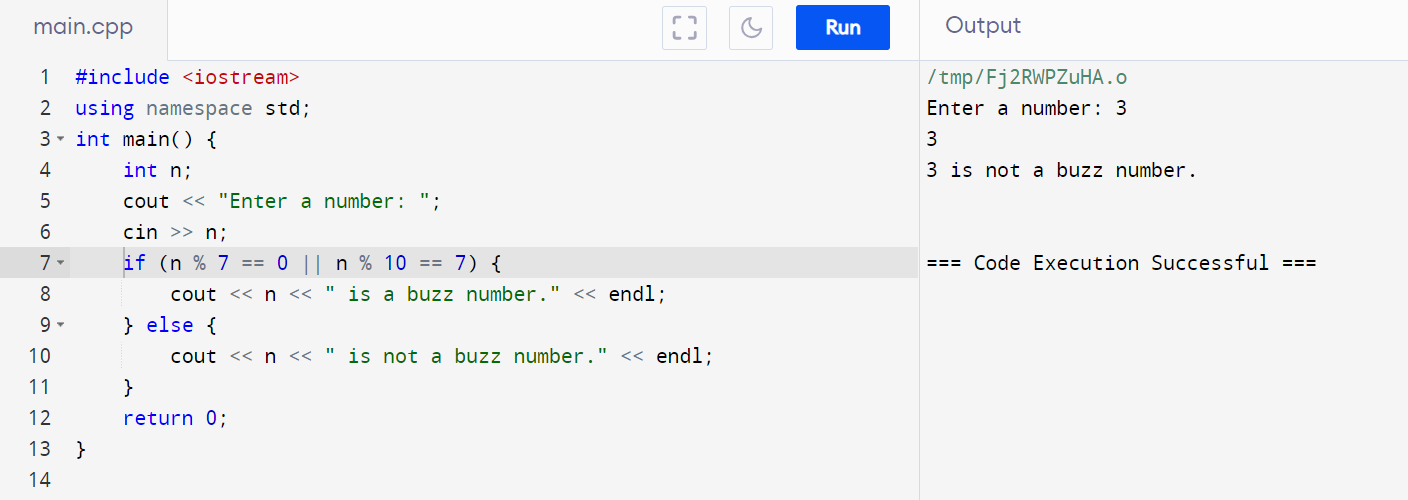 main.cpp
Run
Output
1 #include <iostream>
2 using namespace std;
3 int main() {
4     int n;
5     cout << "Enter a number: ";
6     cin >> n;
7     if (n % 7 == 0 || n % 10 == 7) {
8         cout << n << " is a buzz number." << endl;
9     } else {
10         cout << n << " is not a buzz number." << endl;
11     }
12     return 0;
13 }
14
/tmp/Fj2RWPZuHA.o
Enter a number: 3
3
3 is not a buzz number.
=== Code Execution Successful ===